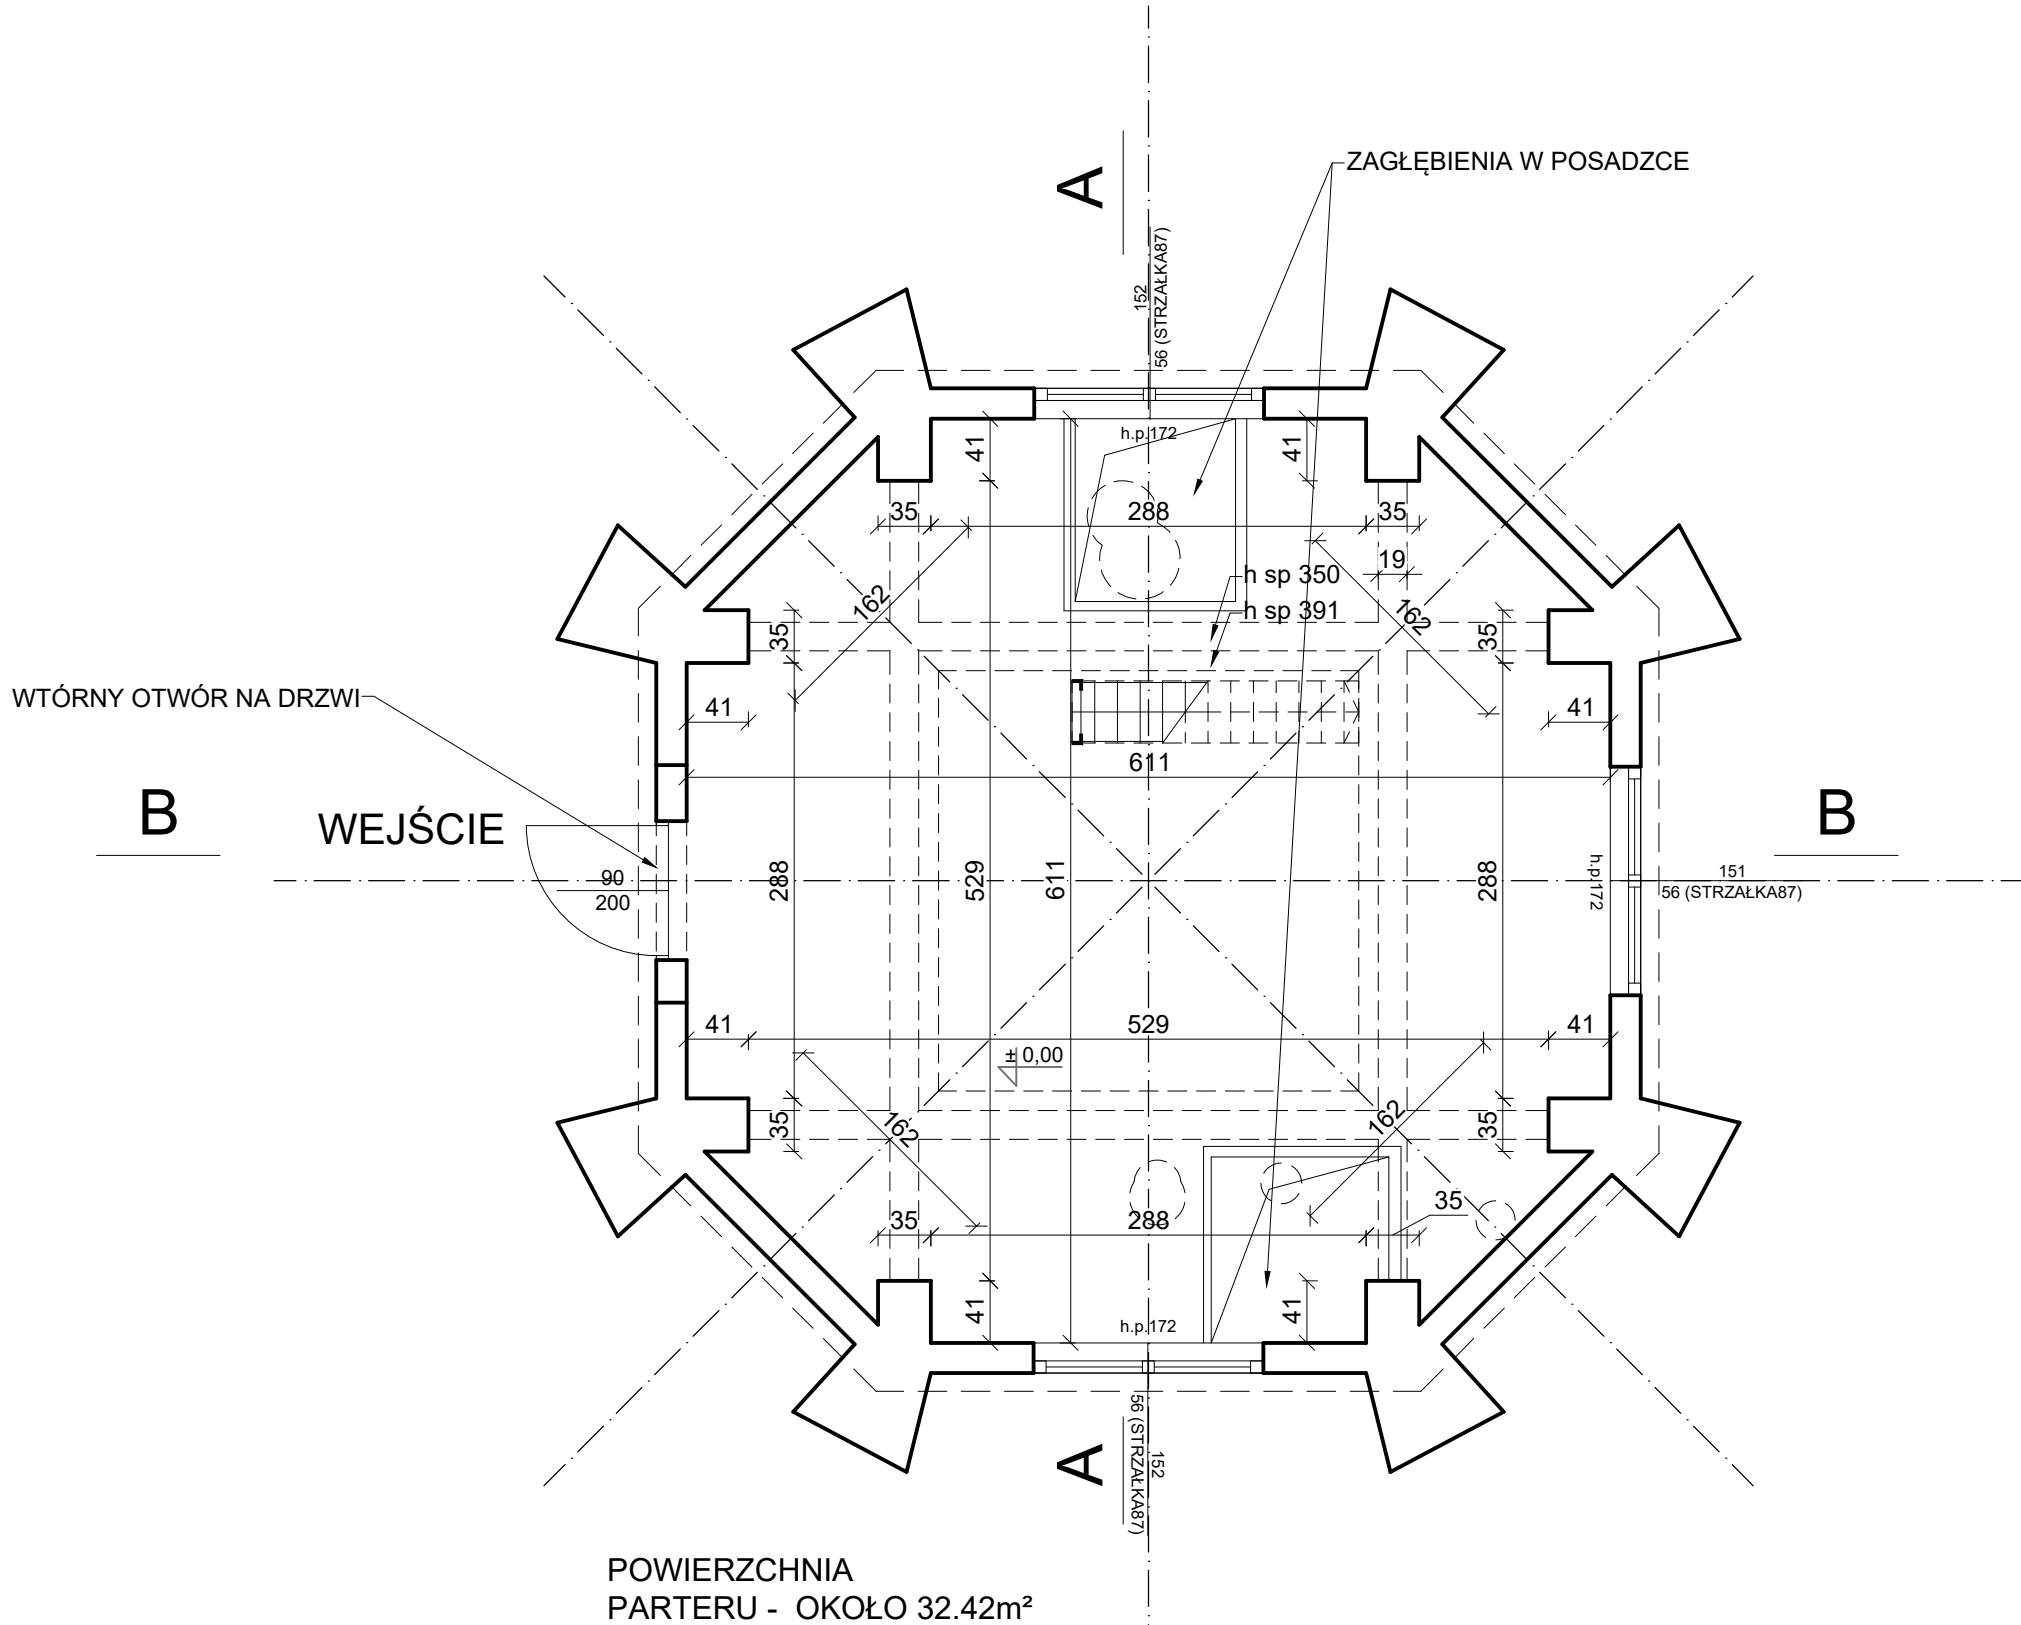 A
ZAGŁĘBIENIA W POSADZCE
152
56 (STRZAŁKA87)
h.p.172
41
41
35
288
35
19
h sp 350
h sp 391
162
162
35
35
WTÓRNY OTWÓR NA DRZWI
41
41
611
B
WEJŚCIE
B
90
200
288
529
611
288
h.p.172
151
56 (STRZAŁKA87)
41
529
41
± 0,00
35
162
162
35
35
288
35
41
41
h.p.172
A
56 (STRZAŁKA87)
152
POWIERZCHNIA
PARTERU - OKOŁO 32.42m²